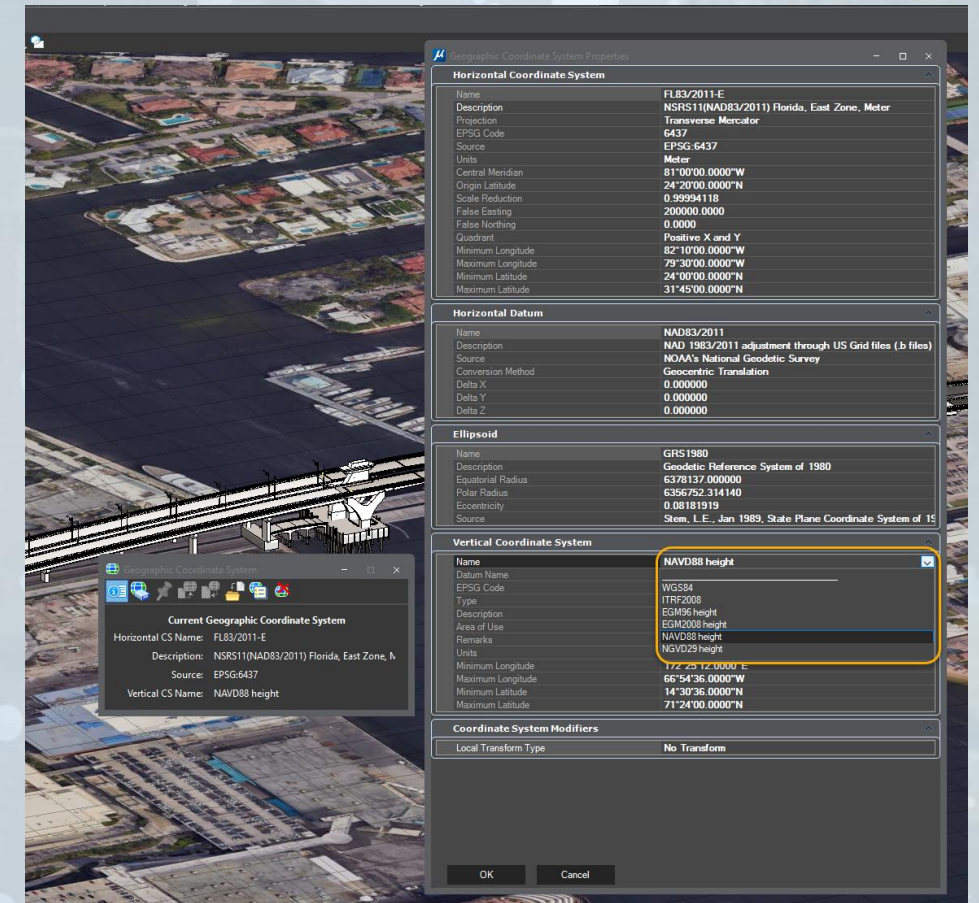 Geographic Coordinate System Properties
Horizontal Coordinate System
Name FL83/2011-E
Description NSRS11(NAD83/2011) Florida, East Zone, Meter
Projection Transverse Mercator
EPSG Code 6437
Source EPSG:6437
Units Meter
Central Meridian 81°00'00.0000"W
Origin Latitude 24°20'00.0000"N
Scale Reduction 0.99994118
False Easting 200000.0000
False Northing 0.0000
Quadrant Positive X and Y
Minimum Longitude 82°10'00.0000"W
Maximum Longitude 79°30'00.0000"W
Minimum Latitude 24°00'00.0000"N
Maximum Latitude 31°45'00.0000"N
Horizontal Datum
Name NAD83/2011
Description NAD 1983/2011 adjustment through US Grid files (.b files)
Source NOAA's National Geodetic Survey
Conversion Method Geocentric Translation
Delta X 0.000000
Delta Y 0.000000
Delta Z 0.000000
Ellipsoid
Name GRS1980
Description Geodetic Reference System of 1980
Equatorial Radius 6378137.000000
Polar Radius 6356752.314140
Eccentricity 0.08181919
Source Stem, L.E., Jan 1989, State Plane Coordinate System of 19
Vertical Coordinate System
Name NAVD88 height
Datum Name
EPSG Code WGS84
Type ITRF2008
Description EGM96 height
Area of Use EGM2008 height
Remarks NAVD88 height
Units NGVD29 height
Minimum Longitude 172°25'12.0000"E
Maximum Longitude 66°54'36.0000"W
Minimum Latitude 14°30'36.0000"N
Maximum Latitude 71°24'00.0000"N
Coordinate System Modifiers
Local Transform Type No Transform
OK Cancel
Geographic Coordinate System
Current Geographic Coordinate System
Horizontal CS Name: FL83/2011-E
Description: NSRS11(NAD83/2011) Florida, East Zone, M
Source: EPSG:6437
Vertical CS Name: NAVD88 height